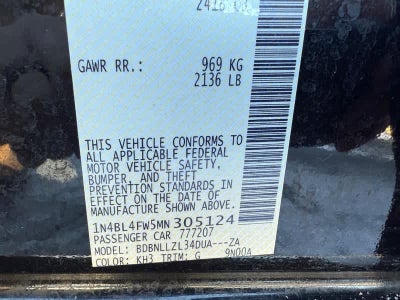 GAWR RR.: 969 KG
2136 LB
THIS VEHICLE CONFORMS TO
ALL APPLICABLE FEDERAL
MOTOR VEHICLE SAFETY,
BUMPER, AND THEFT
PREVENTION STANDARDS IN
EFFECT ON THE DATE OF
MANUFACTURE SHOWN ABOVE.
1N4BL4FW5MN305124
PASSENGER CAR 777207
MODEL: BDBNLLZL34DUA---ZA
COLOR: KH3 TRIM: G 9N00A